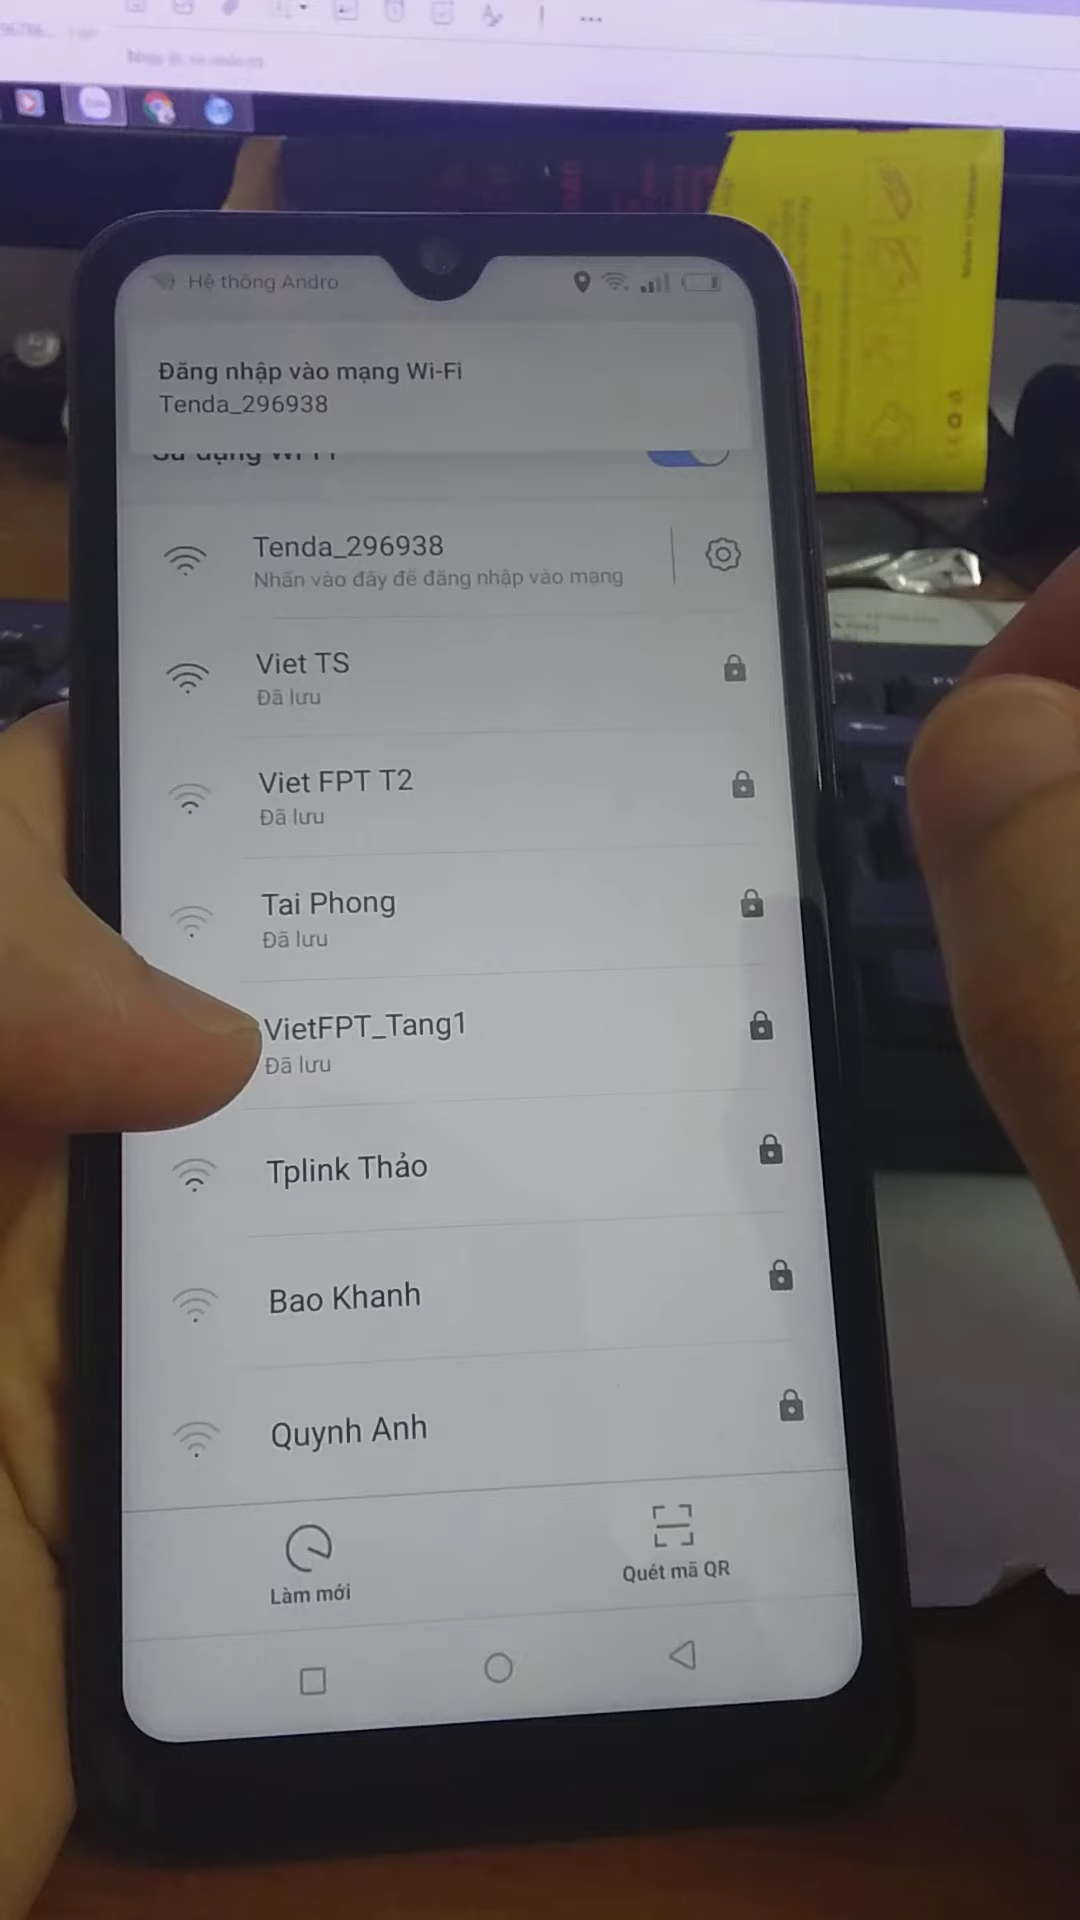 Hệ thống Andro
Đăng nhập vào mạng Wi-Fi
Tenda_296938
Sử dụng Wi-Fi
Tenda_296938
Nhấn vào đây để đăng nhập vào mạng
Viet TS
Đã lưu
Viet FPT T2
Đã lưu
Tai Phong
Đã lưu
VietFPT_Tang1
Đã lưu
Tplink Thảo
Bao Khanh
Quynh Anh
Làm mới
Quét mã QR